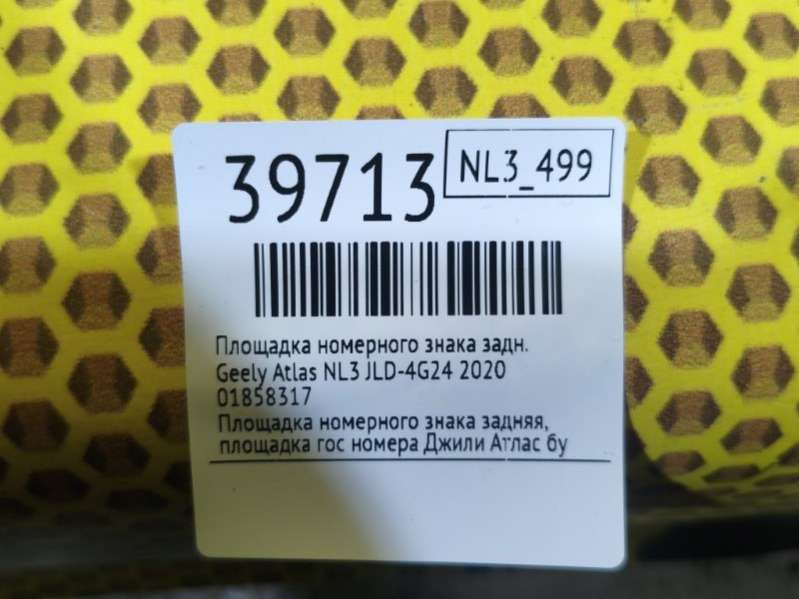 39713
NL3_499
Площадка номерного знака задн.
Geely Atlas NL3 JLD-4G24 2020
01858317
Площадка номерного знака задняя,
площадка гос номера Джили Атлас бу